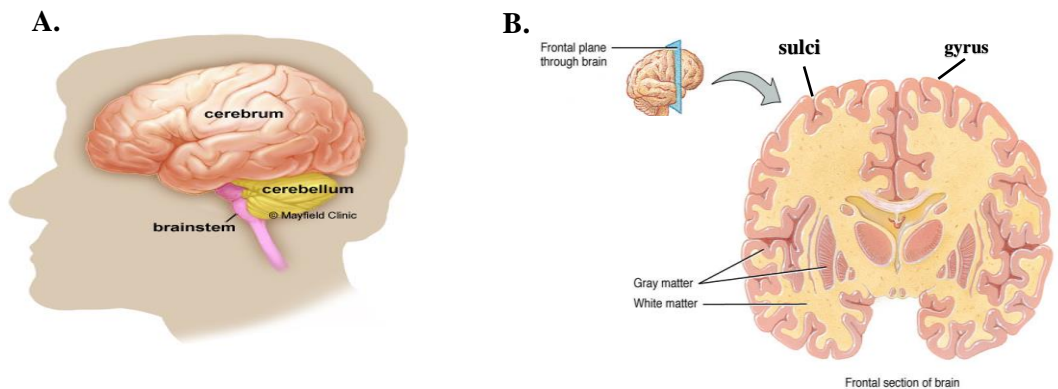 A.
cerebrum
cerebellum
© Mayfield Clinic
brainstem
B.
Frontal plane
through brain
sulci
gyrus
Gray matter
White matter
Frontal section of brain